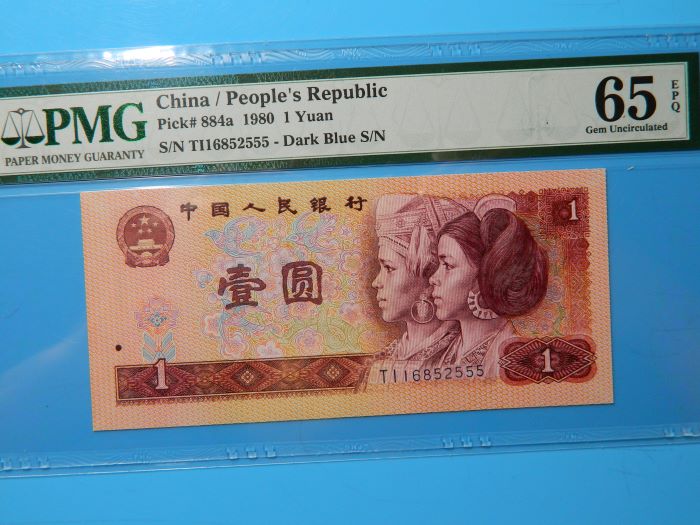 PMG
PAPER MONEY GUARANTY
China / People's Republic
Pick# 884a 1980 1 Yuan
S/N TI16852555 - Dark Blue S/N
65 EPQ
Gem Uncirculated
中国人民银行
1
壹圆
1
1
TI16852555